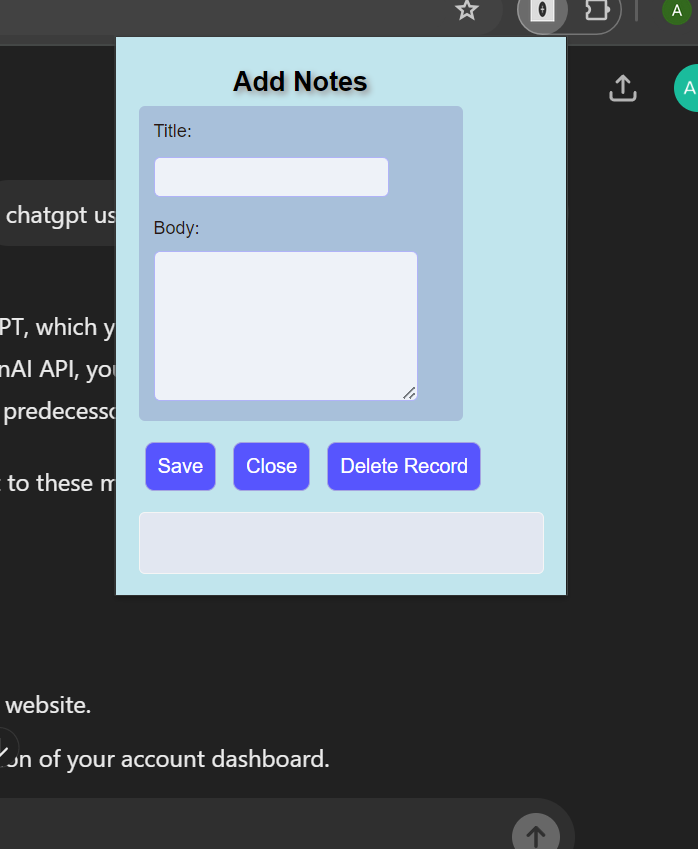 A
A
Add Notes
Title:
chatgpt us
Body:
PT, which y
nAI API, you
predecesso
Save Close Delete Record
to these m
website.
on of your account dashboard.